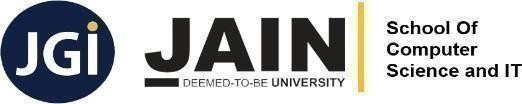 JGi
JAIN
DEEMED-TO-BE UNIVERSITY
School Of
Computer
Science and IT